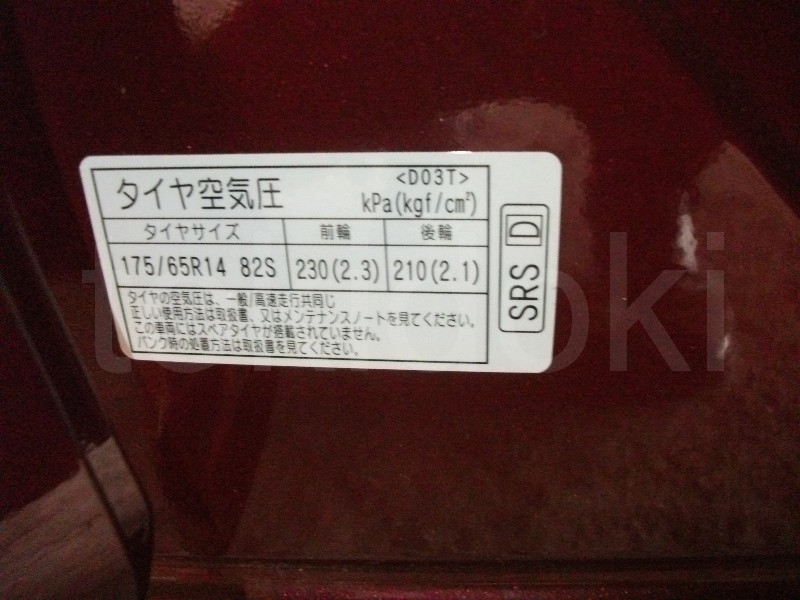 タイヤ空気圧 <D03T>
kPa(kgf/cm²)
タイヤサイズ 前輪 後輪
175/65R14 82S 230(2.3) 210(2.1)
タイヤの空気圧は、一般/高速走行共同じ
正しい使用方法は取扱書、又はメンテナンスノートを見てください。
この車両にはスペアタイヤが搭載されていません。
パンク時の処置方法は取扱書を見てください。
SRS D